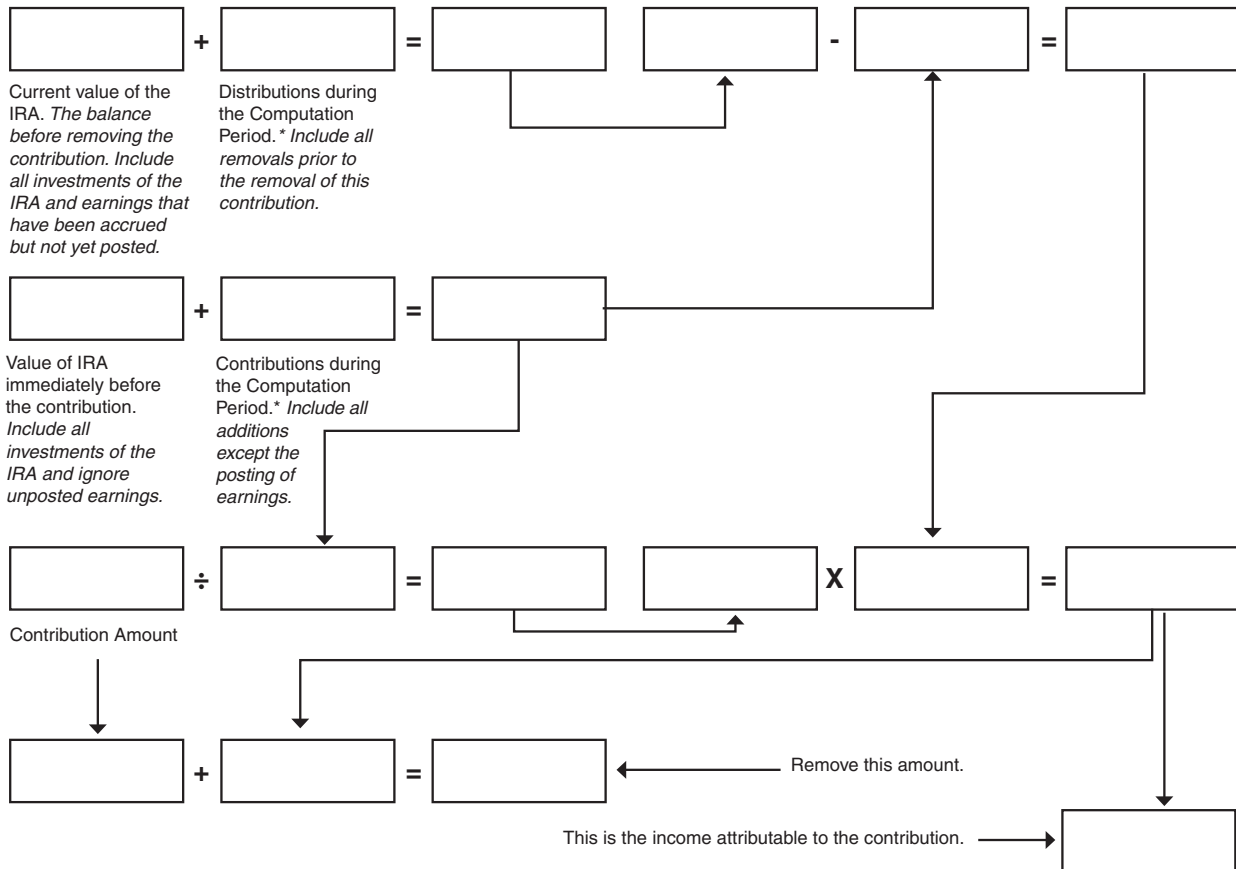 + = - =
Current value of the
IRA. The balance
before removing the
contribution. Include
all investments of the
IRA and earnings that
have been accrued
but not yet posted.
Distributions during
the Computation
Period.* Include all
removals prior to
the removal of this
contribution.
+ =
Value of IRA
immediately before
the contribution.
Include all
investments of the
IRA and ignore
unposted earnings.
Contributions during
the Computation
Period.* Include all
additions
except the
posting of
earnings.
÷ = X =
Contribution Amount
+ =
Remove this amount.
This is the income attributable to the contribution.